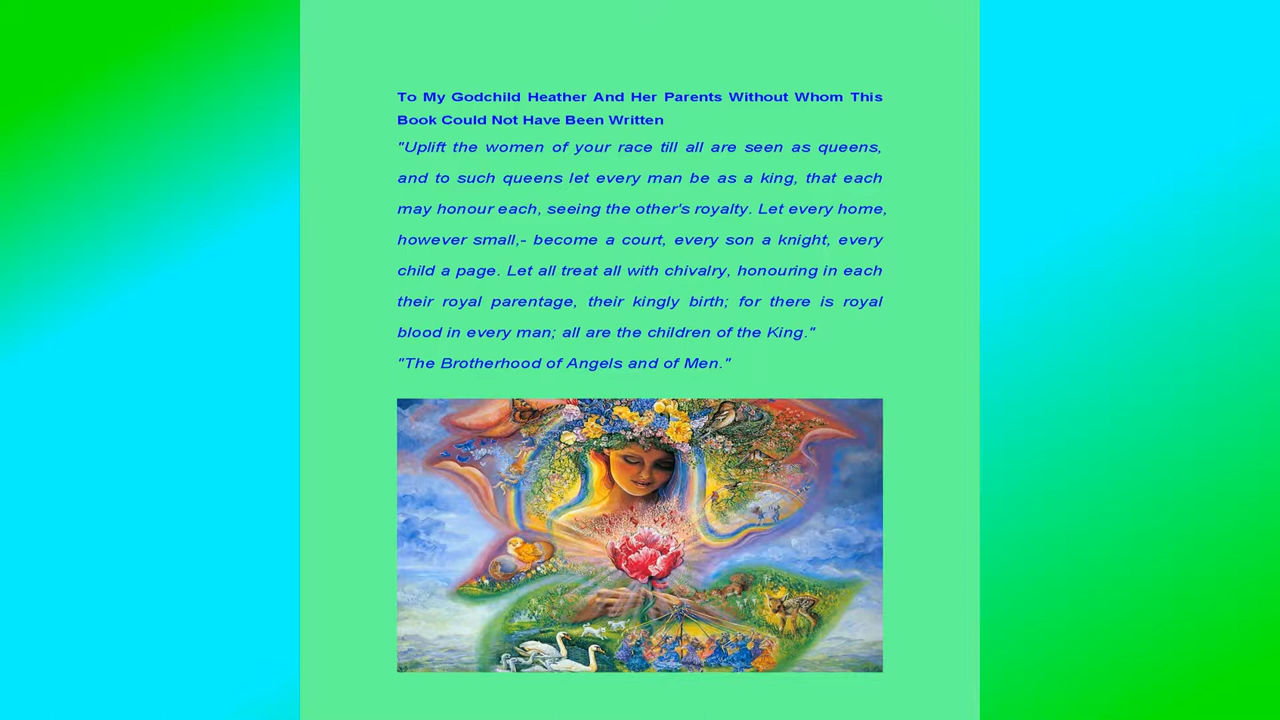 To My Godchild Heather And Her Parents Without Whom This
Book Could Not Have Been Written
"Uplift the women of your race till all are seen as queens,
and to such queens let every man be as a king, that each
may honour each, seeing the other's royalty. Let every home,
however small,- become a court, every son a knight, every
child a page. Let all treat all with chivalry, honouring in each
their royal parentage, their kingly birth; for there is royal
blood in every man; all are the children of the King."
"The Brotherhood of Angels and of Men."